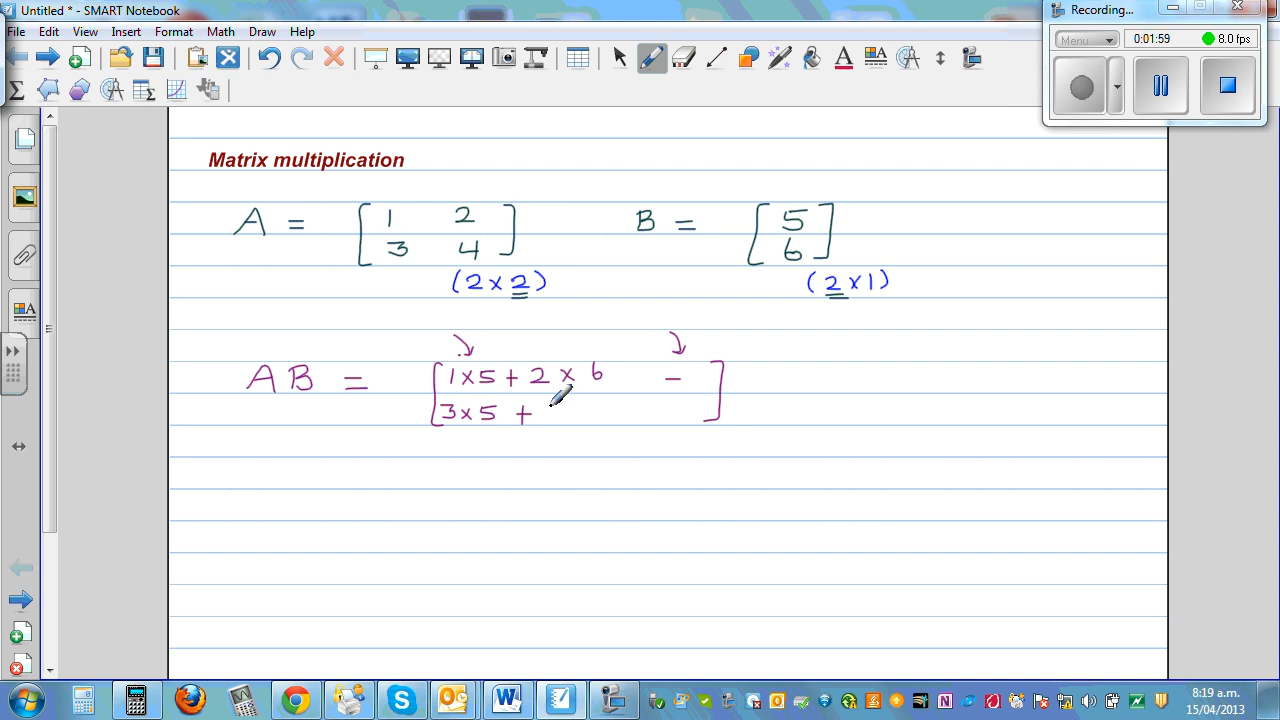 Untitled * - SMART Notebook
Recording...
File Edit View Insert Format Math Draw Help
Menu 0:01:59 8.0 fps
Matrix multiplication
A = [ 1 2 B = [ 5 ]
3 4 ] 6
(2 x 2) (2 x 1)
AB = [ 1x5 + 2 x 6 - ]
3x5 +
8:19 a.m.
15/04/2013